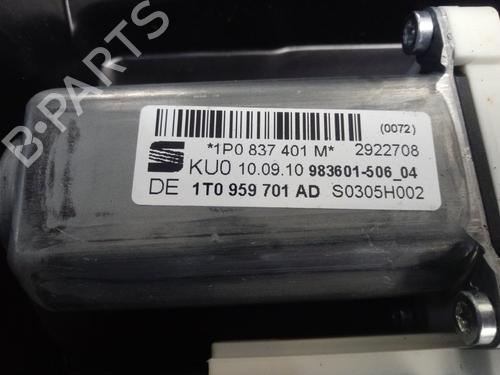 (0072)
*1P0 837 401 M* 2922708
KU0 10.09.10 983601-506_04
DE 1T0 959 701 AD S0305H002
B-PARTS